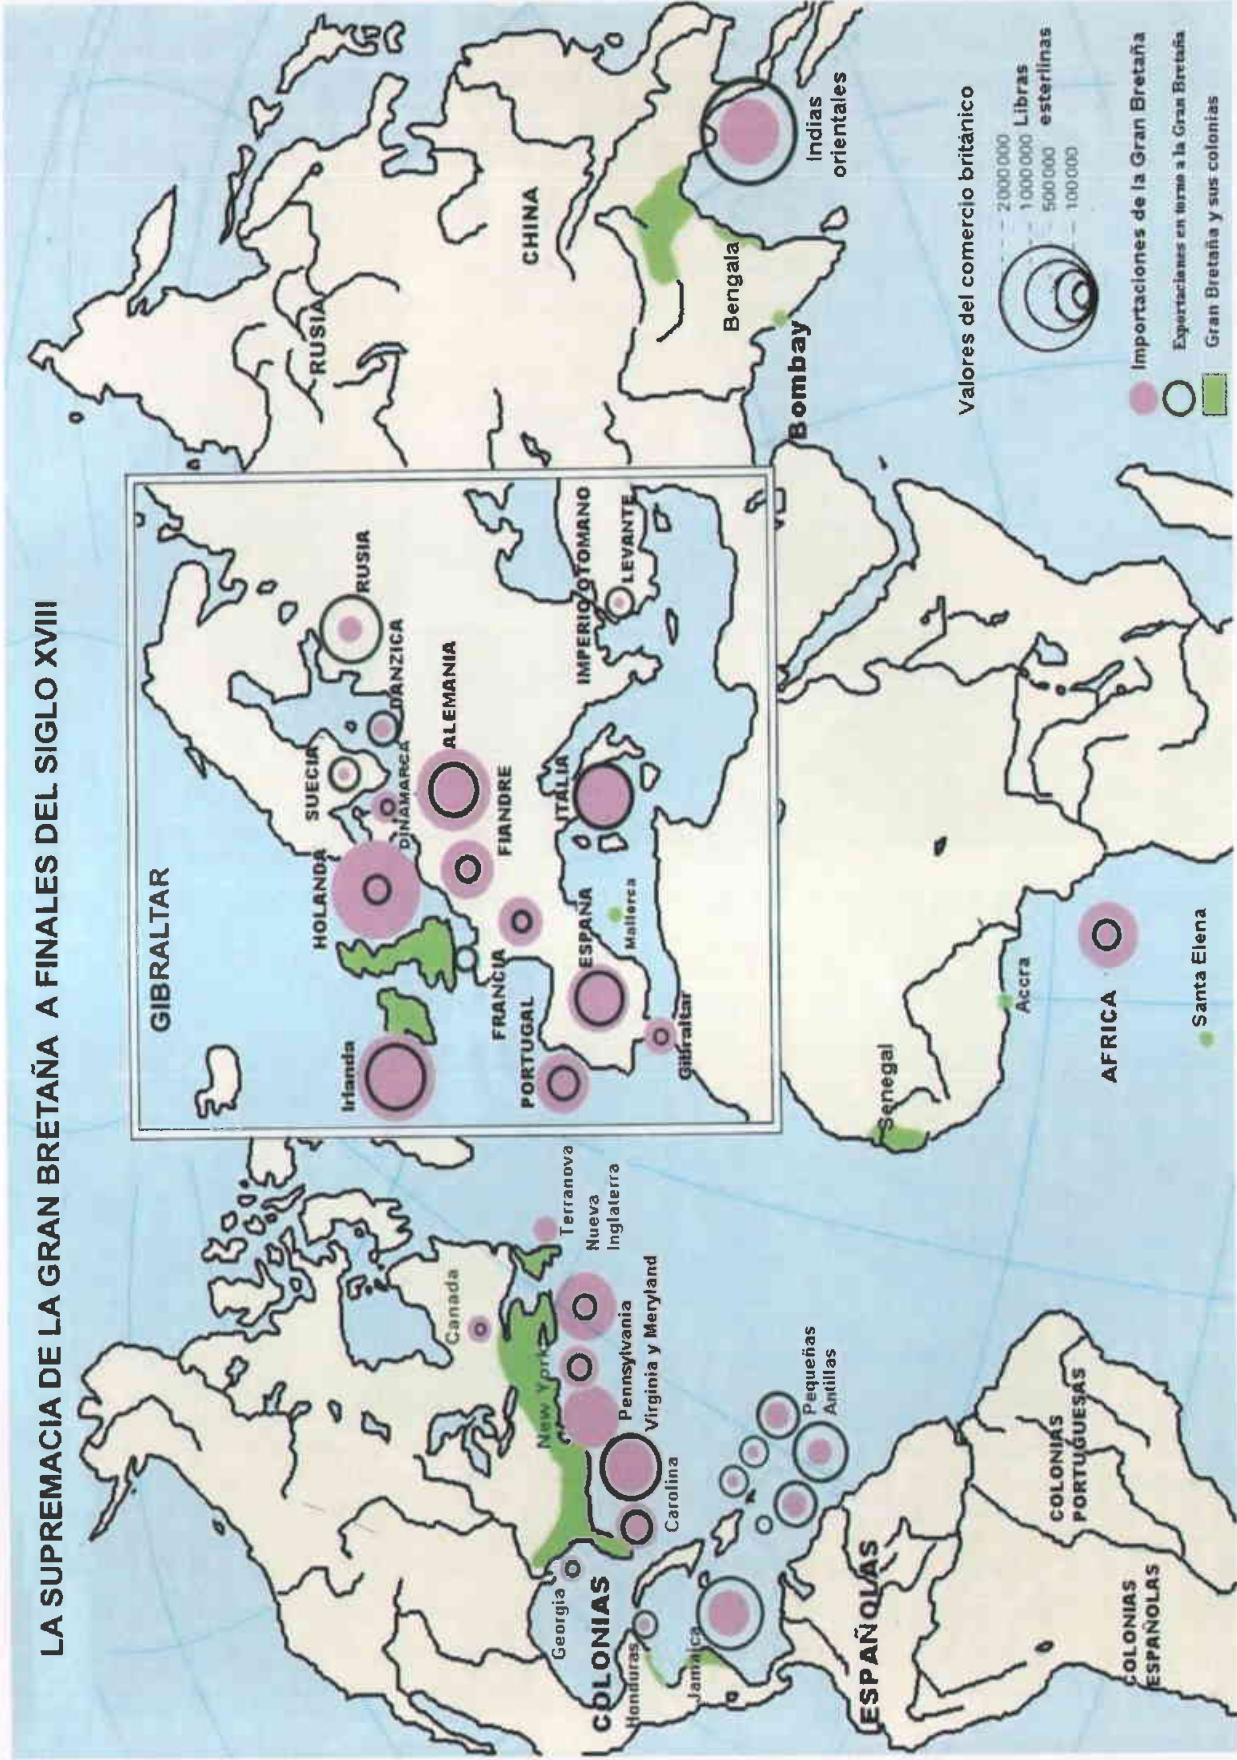 LA SUPREMACIA DE LA GRAN BRETAÑA A FINALES DEL SIGLO XVIII
GIBRALTAR
Irlanda
HOLANDA
SUECIA
DINAMARCA
DANZICA
RUSIA
ALEMANIA
FIANDRE
FRANCIA
PORTUGAL
ESPAÑA
Mallorca
Gibraltar
ITALIA
IMPERIO OTOMANO
LEVANTE
RUSIA
CHINA
Bengala
Bombay
Indias
orientales
Canada
Terranova
Nueva
Inglaterra
New York
Pennsylvania
Virginia y Meryland
Carolina
Georgia
COLONIAS
ESPAÑOLAS
Honduras
Jamaica
Pequeñas
Antillas
COLONIAS
PORTUGUESAS
COLONIAS
ESPAÑOLAS
Senegal
Accra
AFRICA
Santa Elena
Valores del comercio británico
2000000
1000000 Libras
500000 esterlinas
100000
Importaciones de la Gran Bretaña
Exportaciones en torno a la Gran Bretaña
Gran Bretaña y sus colonias